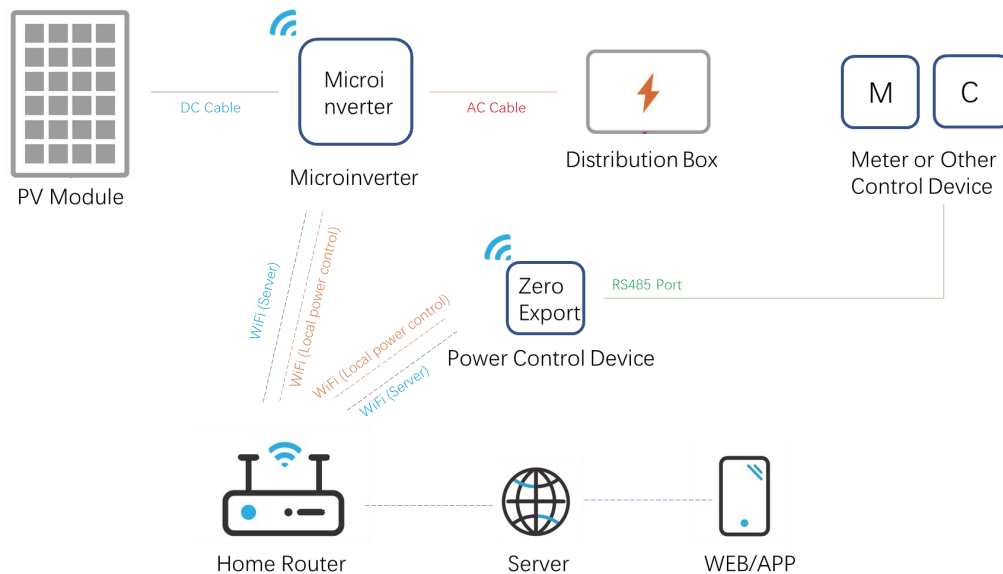 Microi
nverter
M
C
DC Cable
AC Cable
PV Module
Microinverter
Distribution Box
Meter or Other
Control Device
WiFi (Server)
WiFi (Local power control)
WiFi (Local power control)
WiFi (Server)
Zero
Export
RS485 Port
Power Control Device
Home Router
Server
WEB/APP